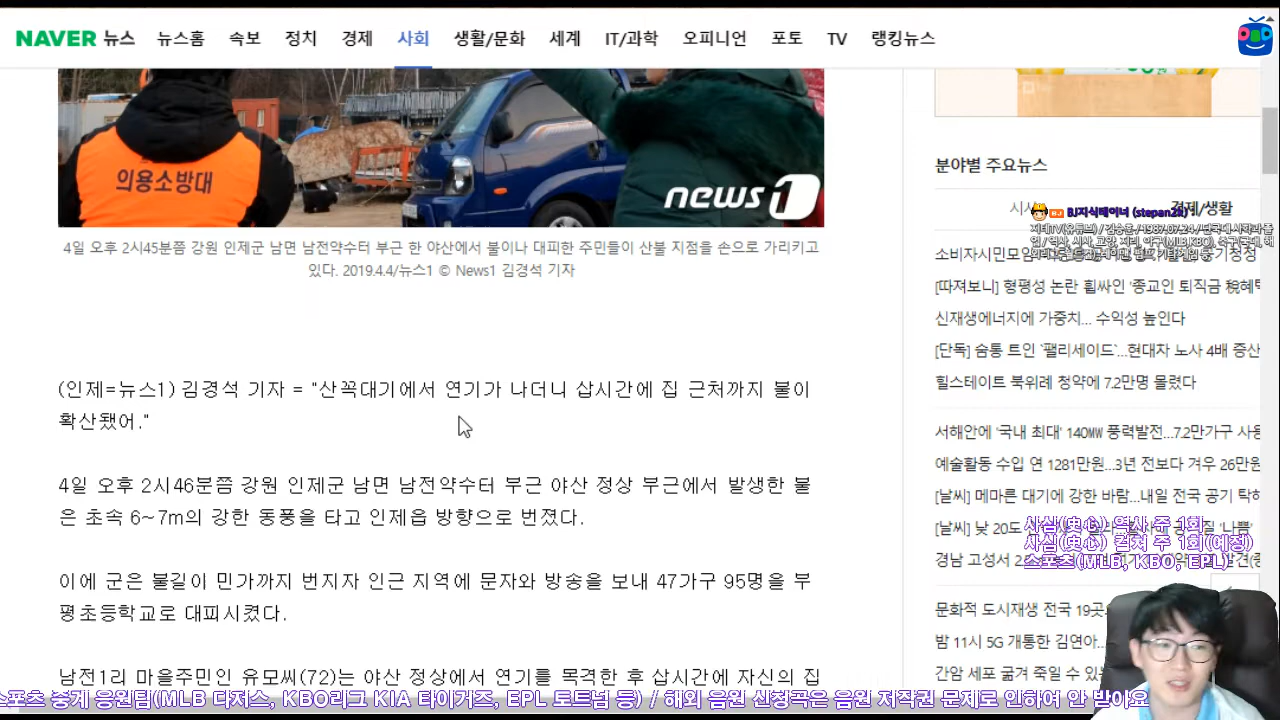 NAVER 뉴스 뉴스홈 속보 정치 경제 사회 생활/문화 세계 IT/과학 오피니언 포토 TV 랭킹뉴스
의용소방대
news 1
4일 오후 2시45분쯤 강원 인제군 남면 남전약수터 부근 한 야산에서 불이나 대피한 주민들이 산불 지점을 손으로 가리키고
있다. 2019.4.4/뉴스1 © News1 김경석 기자
(인제=뉴스1) 김경석 기자 = "산꼭대기에서 연기가 나더니 삽시간에 집 근처까지 불이
확산됐어."
4일 오후 2시46분쯤 강원 인제군 남면 남전약수터 부근 야산 정상 부근에서 발생한 불
은 초속 6~7m의 강한 동풍을 타고 인제읍 방향으로 번졌다.
이에 군은 불길이 민가까지 번지자 인근 지역에 문자와 방송을 보내 47가구 95명을 부
평초등학교로 대피시켰다.
남전1리 마을주민인 유모씨(72)는 야산 정상에서 연기를 목격한 후 삽시간에 자신의 집
분야별 주요뉴스
경제/생활
BJ지식테이너 (stepan2k)
소비자시민모임
[따져보니] 형평성 논란 휩싸인 '종교인 퇴직금 稅혜택
신재생에너지에 가중치... 수익성 높인다
[단독] 숨통 트인 `팰리세이드`...현대차 노사 4배 증산
힐스테이트 북위례 청약에 7.2만명 몰렸다
서해안에 '국내 최대' 140㎿ 풍력발전...7.2만가구 사용
예술활동 수입 연 1281만원...3년 전보다 겨우 26만원
[날씨] 메마른 대기에 강한 바람...내일 전국 공기 탁해
[날씨] 낮 20도
경남 고성서
사심(史心) 역사 주 1회
사심(史心) 컬쳐 주 1회(예정)
스포츠(MLB, KBO, EPL)
문화적 도시재생 전국 19곳
밤 11시 5G 개통한 김연아...
간암 세포 굶겨 죽일 수 있는
스포츠 중계 응원팀(MLB 다저스, KBO리그 KIA 타이거즈, EPL 토트넘 등) / 해외 음원 신청곡은 음원 저작권 문제로 인하여 안 받아요